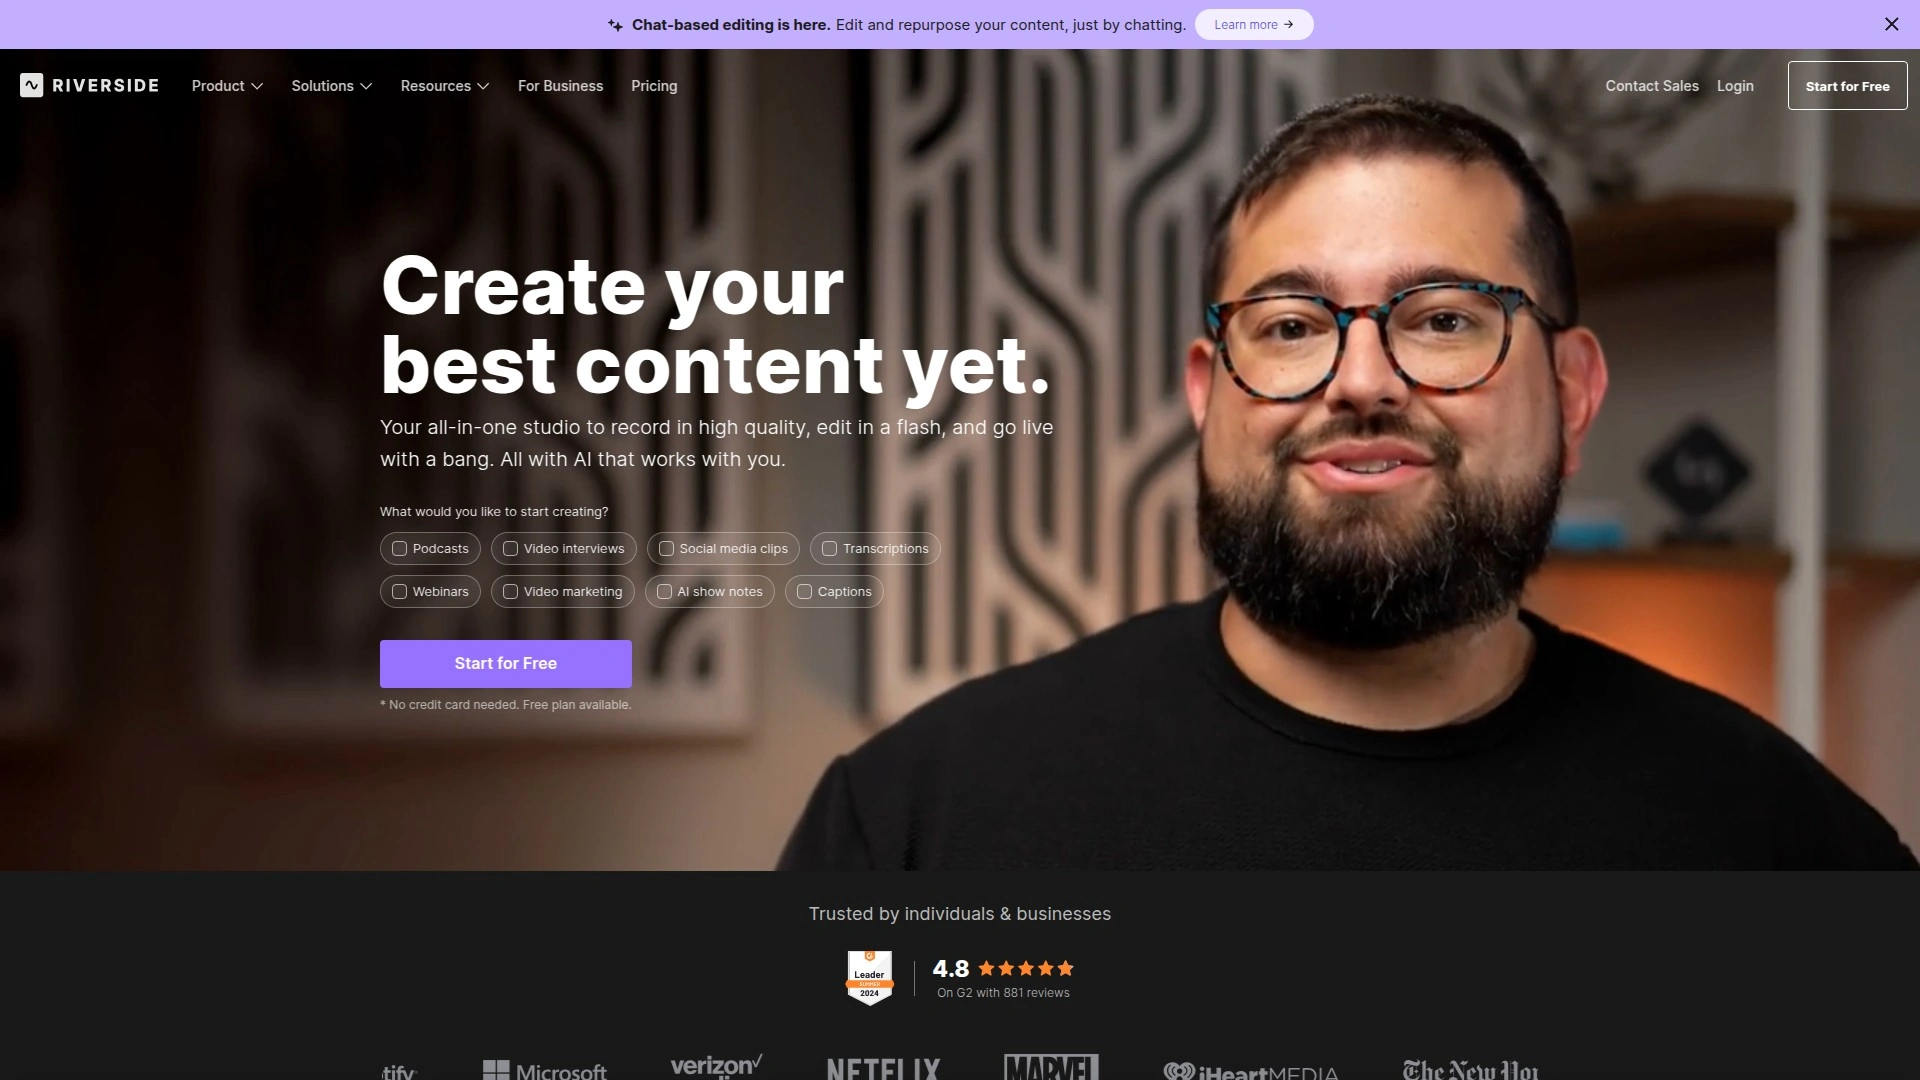 Chat-based editing is here. Edit and repurpose your content, just by chatting. Learn more →
RIVERSIDE Product Solutions Resources For Business Pricing Contact Sales Login Start for Free
Create your
best content yet.
Your all-in-one studio to record in high quality, edit in a flash, and go live
with a bang. All with AI that works with you.
What would you like to start creating?
Podcasts Video interviews Social media clips Transcriptions
Webinars Video marketing AI show notes Captions
Start for Free
* No credit card needed. Free plan available.
Trusted by individuals & businesses
Leader
SUMMER
2024
4.8
On G2 with 881 reviews
tify Microsoft verizon NETFLIX MARVEL iHeartMEDIA The New Yor